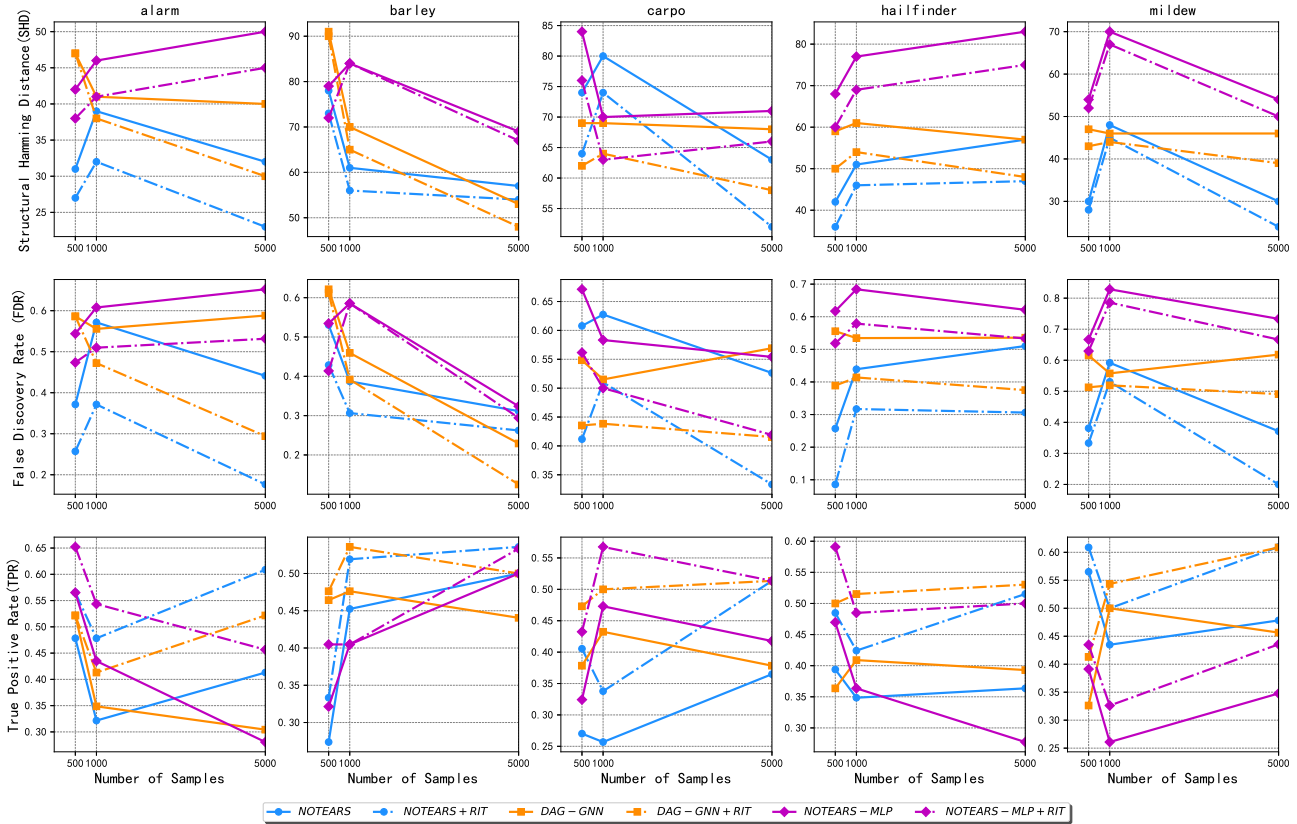 alarm barley carpo hailfinder mildew
Structural Hamming Distance(SHD)
50 45 40 35 30 25
90 80 70 60 50
85 80 75 70 65 60 55
80 70 60 50 40
70 60 50 40 30
500 1000 5000 500 1000 5000 500 1000 5000 500 1000 5000 500 1000 5000
False Discovery Rate (FDR)
0.6 0.5 0.4 0.3 0.2
0.6 0.5 0.4 0.3 0.2
0.65 0.60 0.55 0.50 0.45 0.40 0.35
0.7 0.6 0.5 0.4 0.3 0.2 0.1
0.8 0.7 0.6 0.5 0.4 0.3 0.2
500 1000 5000 500 1000 5000 500 1000 5000 500 1000 5000 500 1000 5000
True Positive Rate(TPR)
0.65 0.60 0.55 0.50 0.45 0.40 0.35 0.30
0.50 0.45 0.40 0.35 0.30
0.55 0.50 0.45 0.40 0.35 0.30 0.25
0.60 0.55 0.50 0.45 0.40 0.35 0.30
0.60 0.55 0.50 0.45 0.40 0.35 0.30 0.25
500 1000 5000 500 1000 5000 500 1000 5000 500 1000 5000 500 1000 5000
Number of Samples Number of Samples Number of Samples Number of Samples Number of Samples
NOTEARS NOTEARS+RIT DAG−GNN DAG−GNN+RIT NOTEARS−MLP NOTEARS−MLP+RIT